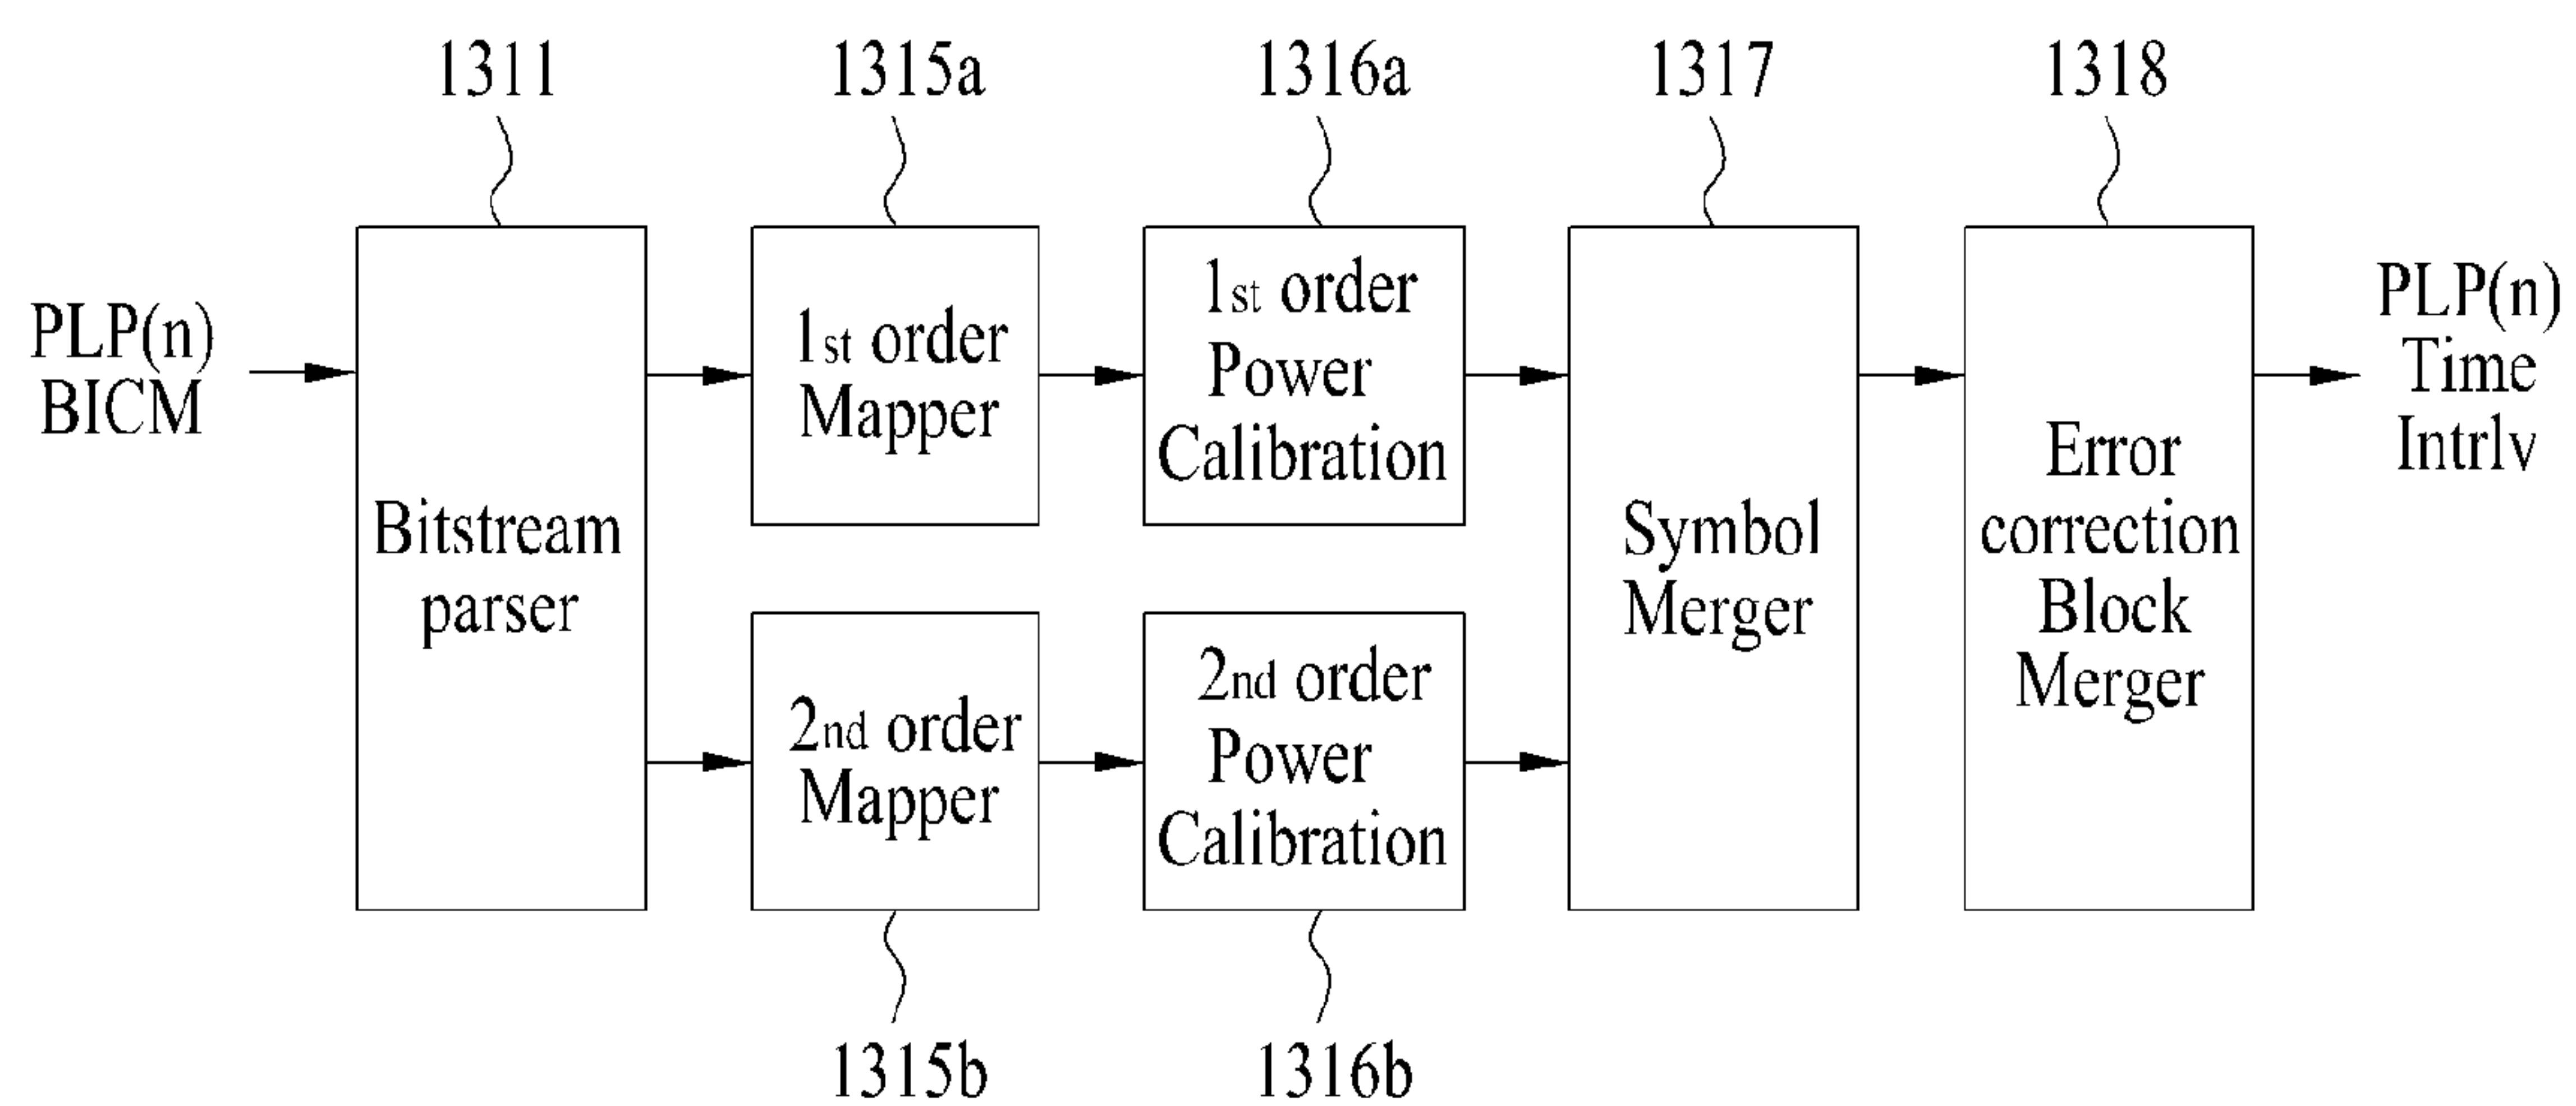 1311
1315a
1316a
1317
1318
PLP(n)
BICM
Bitstream
parser
1st order
Mapper
1st order
Power
Calibration
2nd order
Mapper
2nd order
Power
Calibration
Symbol
Merger
Error
correction
Block
Merger
PLP(n)
Time
Intrlv
1315b
1316b